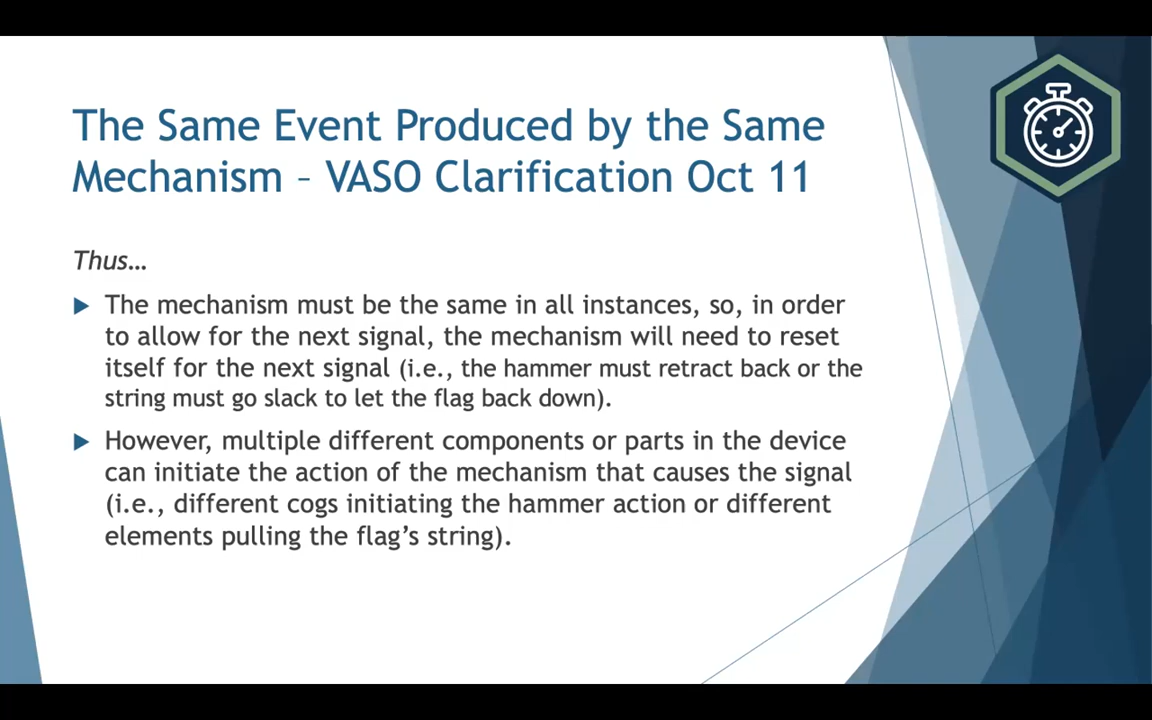 The Same Event Produced by the Same
Mechanism – VASO Clarification Oct 11
Thus…
The mechanism must be the same in all instances, so, in order
to allow for the next signal, the mechanism will need to reset
itself for the next signal (i.e., the hammer must retract back or the
string must go slack to let the flag back down).
However, multiple different components or parts in the device
can initiate the action of the mechanism that causes the signal
(i.e., different cogs initiating the hammer action or different
elements pulling the flag’s string).